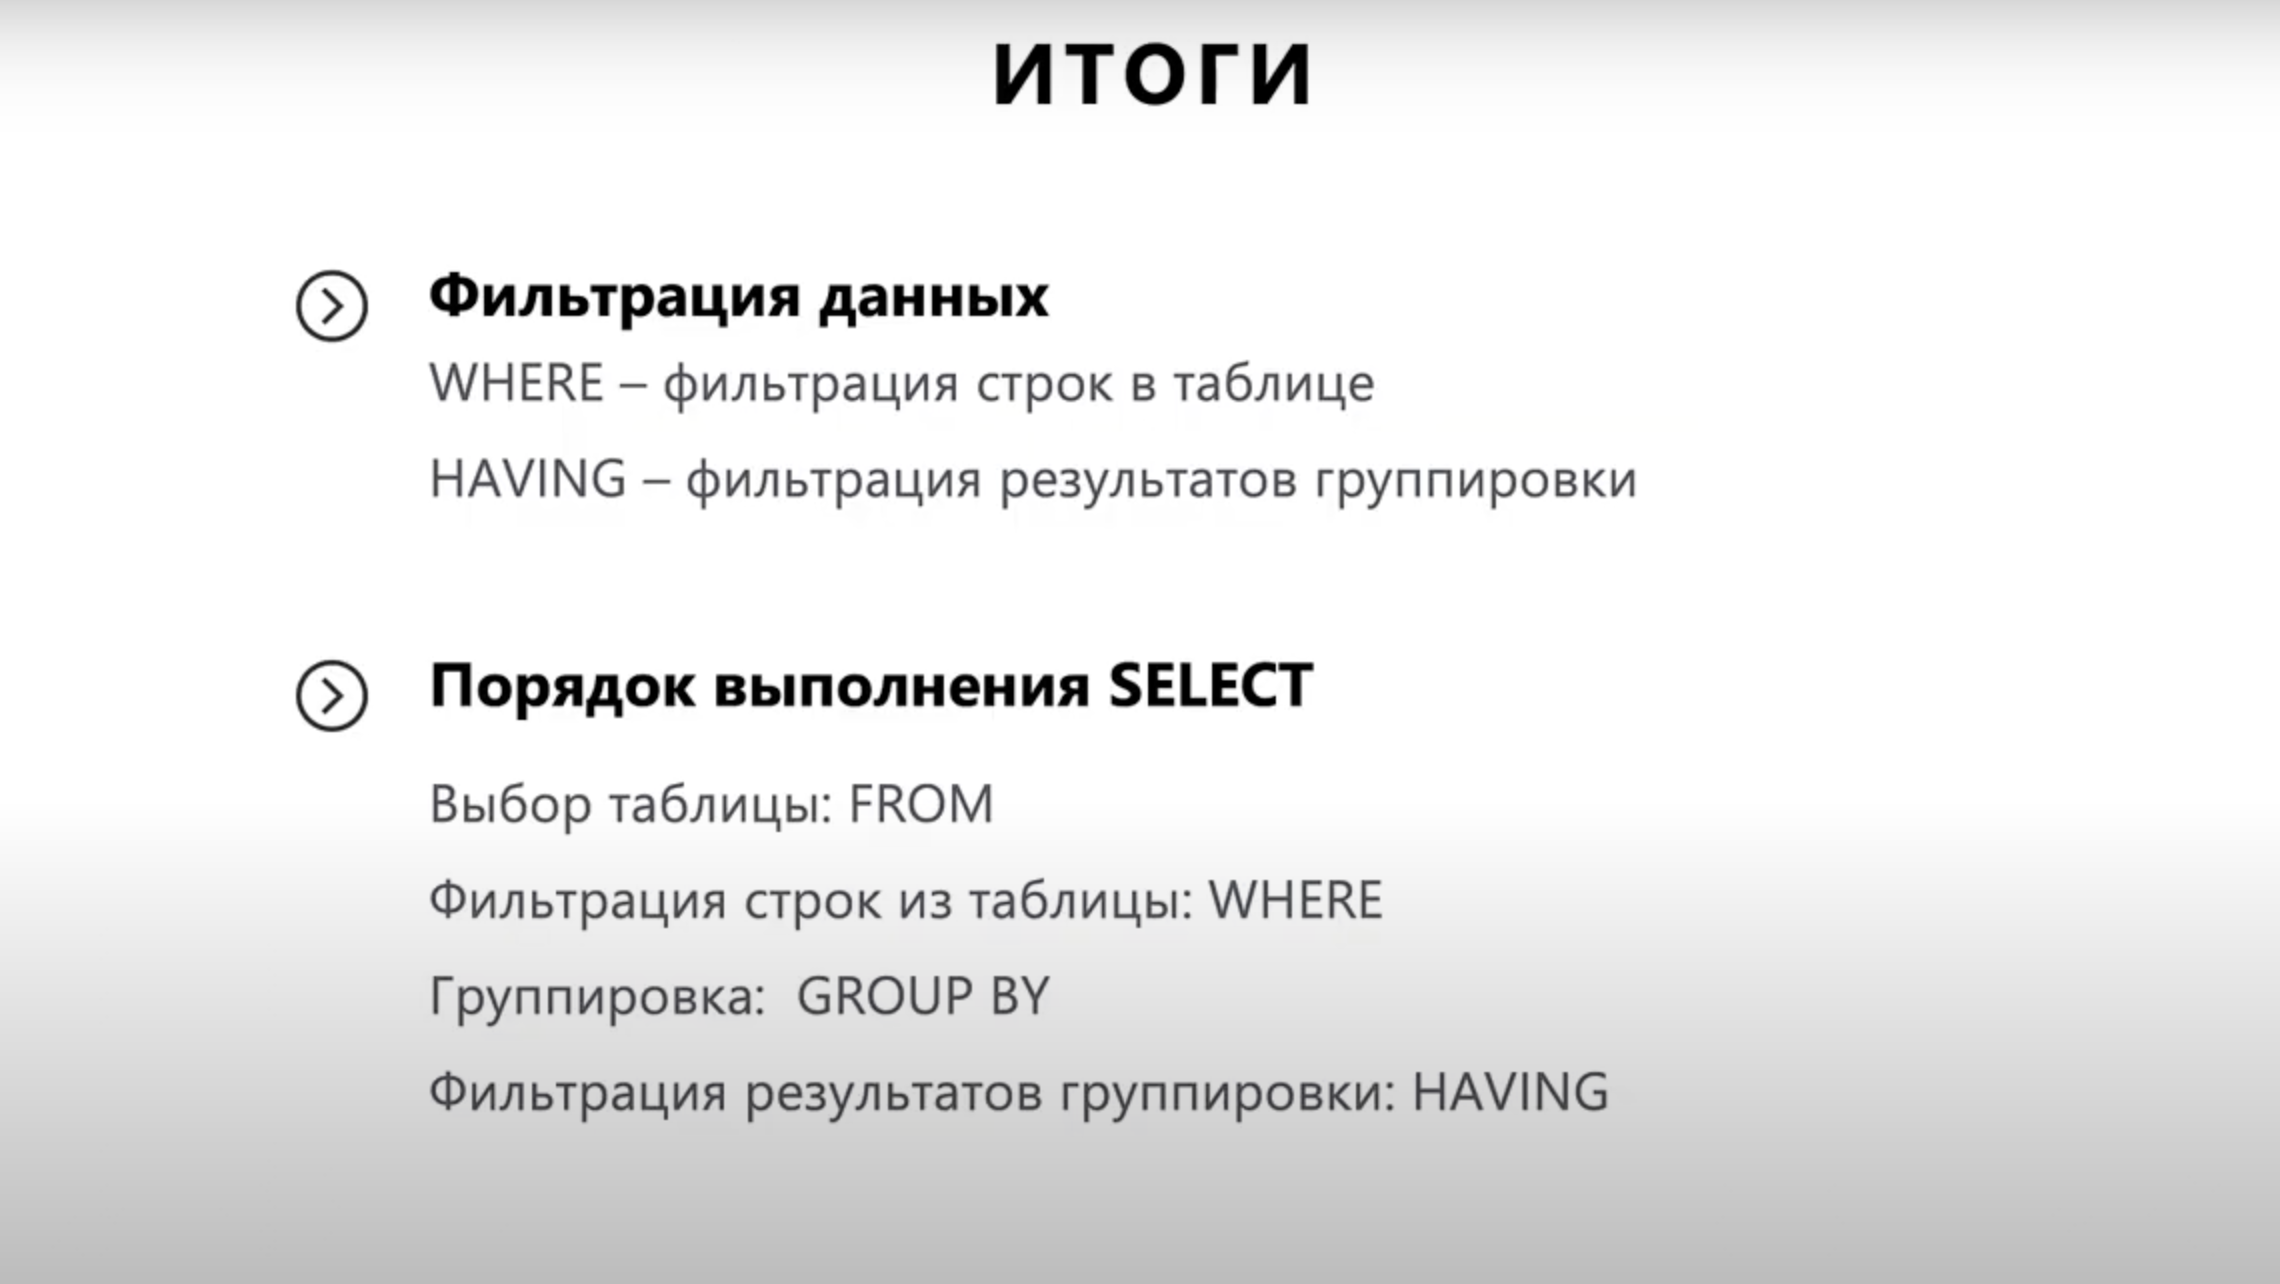 ИТОГИ
Фильтрация данных
WHERE – фильтрация строк в таблице
HAVING – фильтрация результатов группировки
Порядок выполнения SELECT
Выбор таблицы: FROM
Фильтрация строк из таблицы: WHERE
Группировка:  GROUP BY
Фильтрация результатов группировки: HAVING